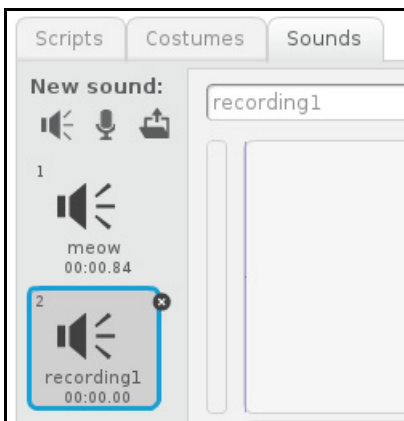 Scripts Costumes Sounds
New sound:
recording1
1
meow
00:00.84
2
recording1
00:00.00